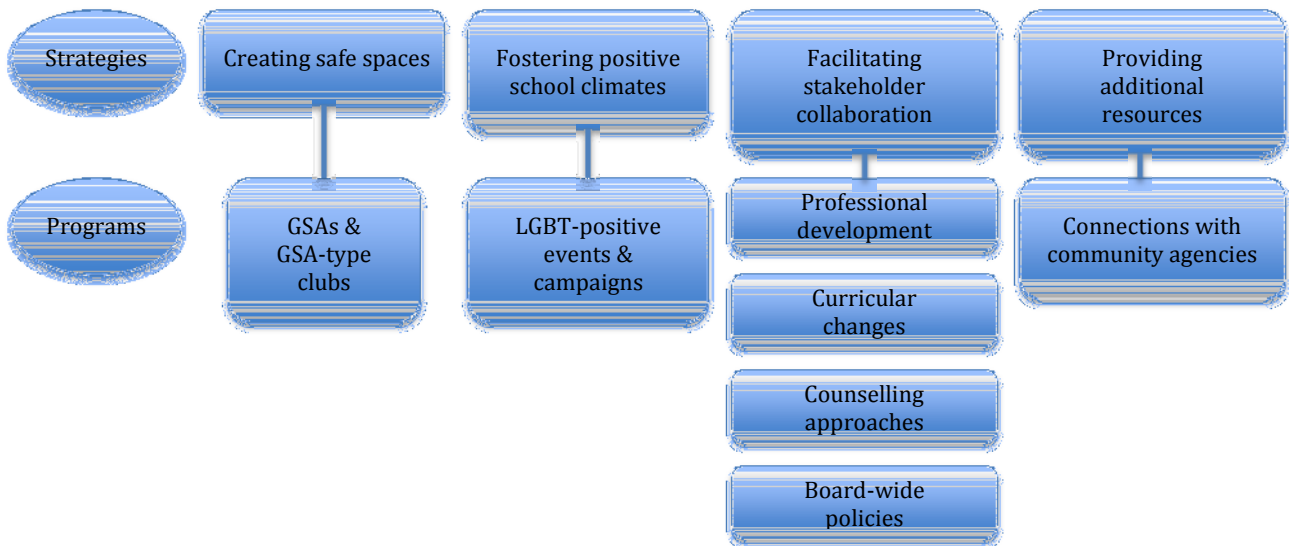 Strategies
Creating safe spaces
Fostering positive
school climates
Facilitating
stakeholder
collaboration
Providing
additional
resources
Programs
GSAs &
GSA-type
clubs
LGBT-positive
events &
campaigns
Professional
development
Curricular
changes
Counselling
approaches
Board-wide
policies
Connections with
community agencies